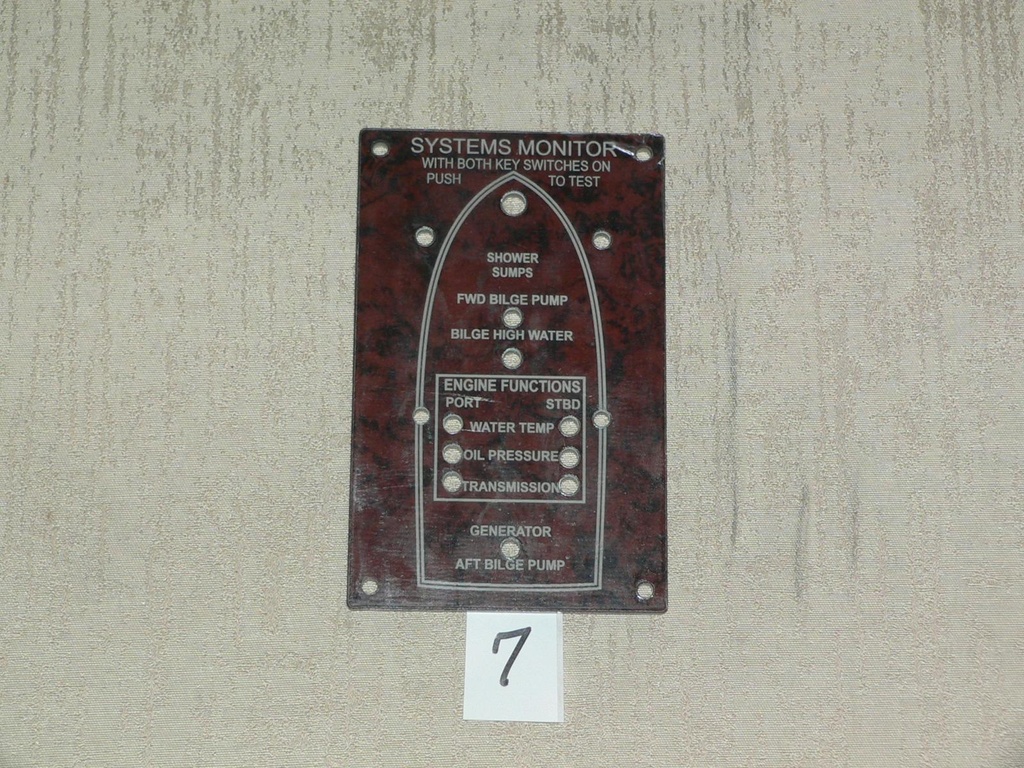 SYSTEMS MONITOR
WITH BOTH KEY SWITCHES ON
PUSH TO TEST
SHOWER
SUMPS
FWD BILGE PUMP
BILGE HIGH WATER
ENGINE FUNCTIONS
PORT STBD
WATER TEMP
OIL PRESSURE
TRANSMISSION
GENERATOR
AFT BILGE PUMP
7